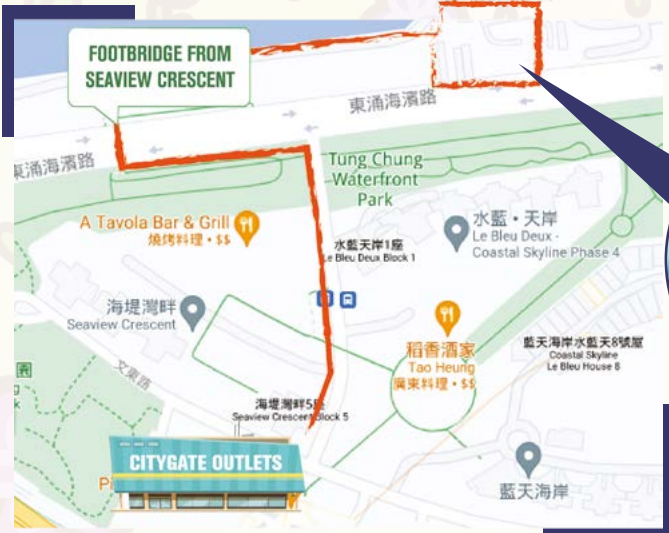 FOOTBRIDGE FROM
SEAVIEW CRESCENT
東涌海濱路
東涌海濱路
Tung Chung
Waterfront
Park
A Tavola Bar & Grill
燒烤料理・$$
水藍・天岸
Le Bleu Deux -
Coastal Skyline Phase 4
水藍天岸1座
Le Bleu Deux Block 1
海堤灣畔
Seaview Crescent
文東路
稻香酒家
Tao Heung
廣東料理・$$
藍天海岸水藍天8號屋
Coastal Skyline
Le Bleu House 8
園
海堤灣畔5座
Seaview Crescent Block 5
CITYGATE OUTLETS
藍天海岸